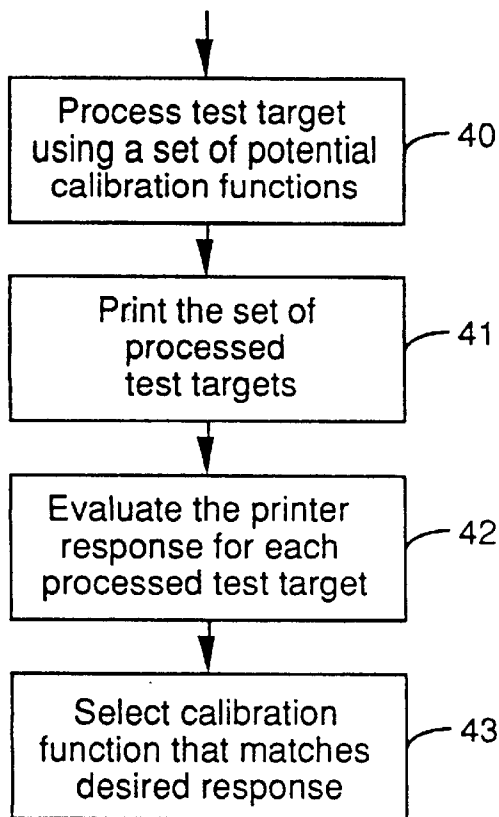 Process test target
using a set of potential
calibration functions
40
Print the set of
processed
test targets
41
Evaluate the printer
response for each
processed test target
42
Select calibration
function that matches
desired response
43